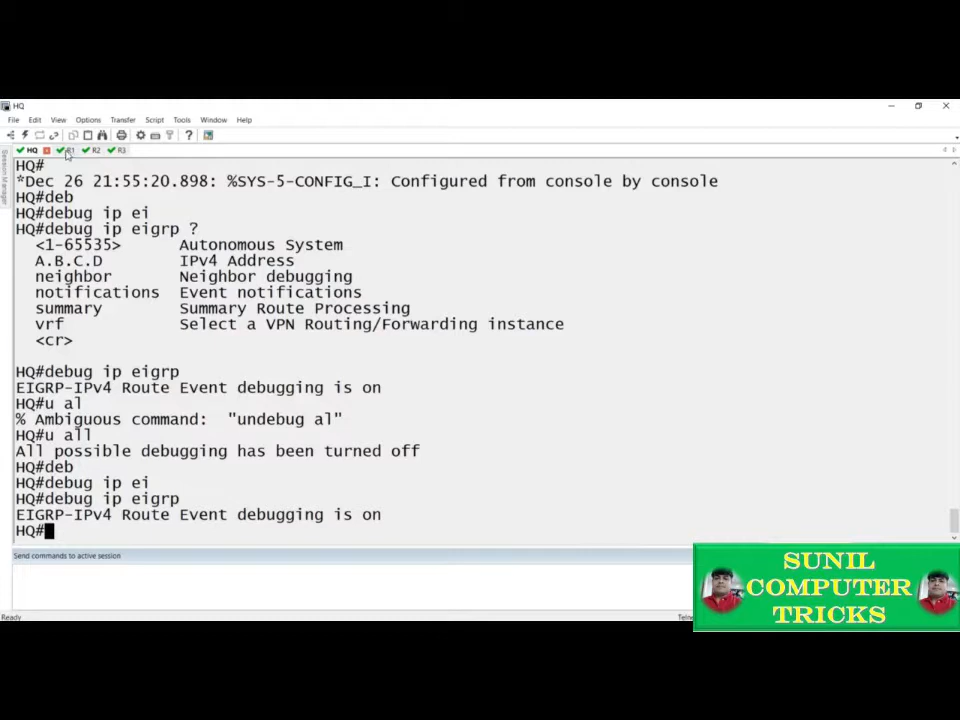 HQ
File Edit View Options Transfer Script Tools Window Help
HQ R1 R2 R3
Session Manager
HQ#
*Dec 26 21:55:20.898: %SYS-5-CONFIG_I: Configured from console by console
HQ#deb
HQ#debug ip ei
HQ#debug ip eigrp ?
<1-65535> Autonomous System
A.B.C.D IPv4 Address
neighbor Neighbor debugging
notifications Event notifications
summary Summary Route Processing
vrf Select a VPN Routing/Forwarding instance
<cr>
HQ#debug ip eigrp
EIGRP-IPv4 Route Event debugging is on
HQ#u al
% Ambiguous command: "undebug al"
HQ#u all
All possible debugging has been turned off
HQ#deb
HQ#debug ip ei
HQ#debug ip eigrp
EIGRP-IPv4 Route Event debugging is on
HQ#
Send commands to active session
SUNIL
COMPUTER
TRICKS
Ready